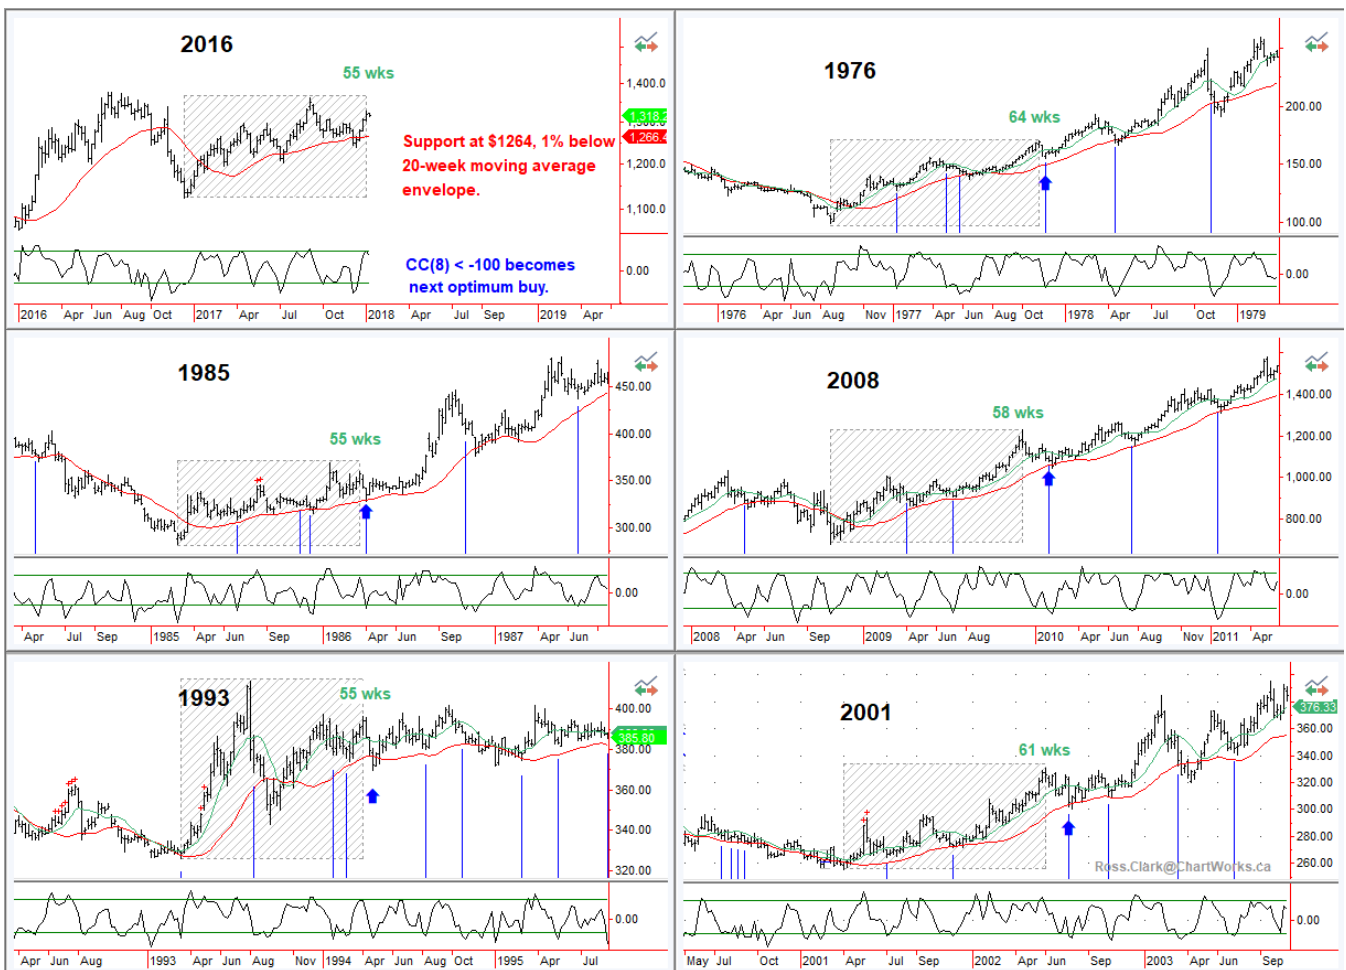 2016
55 wks
1,400.0
1,318.2
1,300.0
1,266.4
1,200.0
1,100.0
Support at $1264, 1% below
20-week moving average
envelope.
CC(8) < -100 becomes
next optimum buy.
0.00
2016 Apr Jun Aug Oct 2017 Apr Jul Oct 2018 Jul Sep 2019 Apr
1976
64 wks
200.00
150.00
100.00
0.00
1976 Apr Jun Aug Nov 1977 Apr Jun Aug Oct 1978 Apr Jul Oct 1979
1985
55 wks
450.00
400.00
350.00
300.00
0.00
Apr Jul Sep 1985 Apr Jun Sep 1986 Apr Jun Sep 1987 Apr Jun
2008
58 wks
1,400.00
1,200.00
1,000.00
800.00
0.00
2008 Apr Jun Sep 2009 Apr Jun Aug 2010 Apr Jun Aug Nov 2011 Apr
1993
55 wks
400.00
385.80
380.00
360.00
340.00
320.00
0.00
Apr Jun Aug 1993 Apr Jun Aug Nov 1994 Apr Jun Aug Oct 1995 Apr Jul
2001
61 wks
376.33
360.00
340.00
320.00
300.00
280.00
260.00
Ross.Clark@ChartWorks.ca
0.00
May Jul Oct 2001 Apr Jun Sep 2002 Apr Jun Sep 2003 Apr Jun Sep